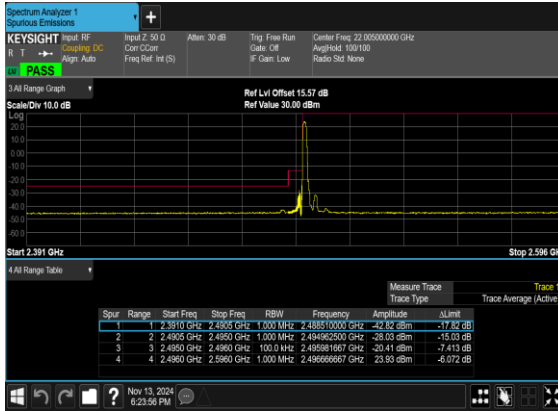 Spectrum Analyzer 1
Spurious Emissions
+
KEYSIGHT Input: RF Input Z: 50 Ω Atten: 30 dB Trig: Free Run Center Freq: 22.005000000 GHz
R T Coupling: DC Corr CCorr Gate: Off Avg|Hold: 100/100
Align: Auto Freq Ref: Int (S) IF Gain: Low Radio Std: None
PASS
3 All Range Graph
Ref Lvl Offset 15.57 dB
Scale/Div 10.0 dB Ref Value 30.00 dBm
Log
20.0
10.0
0.00
-10.0
-20.0
-30.0
-40.0
-50.0
-60.0
Start 2.391 GHz Stop 2.596 GH
4 All Range Table
Measure Trace Trace 1
Trace Type Trace Average (Active
Spur Range Start Freq Stop Freq RBW Frequency Amplitude ΔLimit
1 1 2.3910 GHz 2.4905 GHz 1.000 MHz 2.488510000 GHz -42.82 dBm -17.82 dB
2 2 2.4905 GHz 2.4950 GHz 1.000 MHz 2.494962500 GHz -28.03 dBm -15.03 dB
3 3 2.4950 GHz 2.4960 GHz 100.0 kHz 2.495981667 GHz -20.41 dBm -7.413 dB
4 4 2.4960 GHz 2.5960 GHz 1.000 MHz 2.496666667 GHz 23.93 dBm -6.072 dB
? Nov 13, 2024
6:23:56 PM